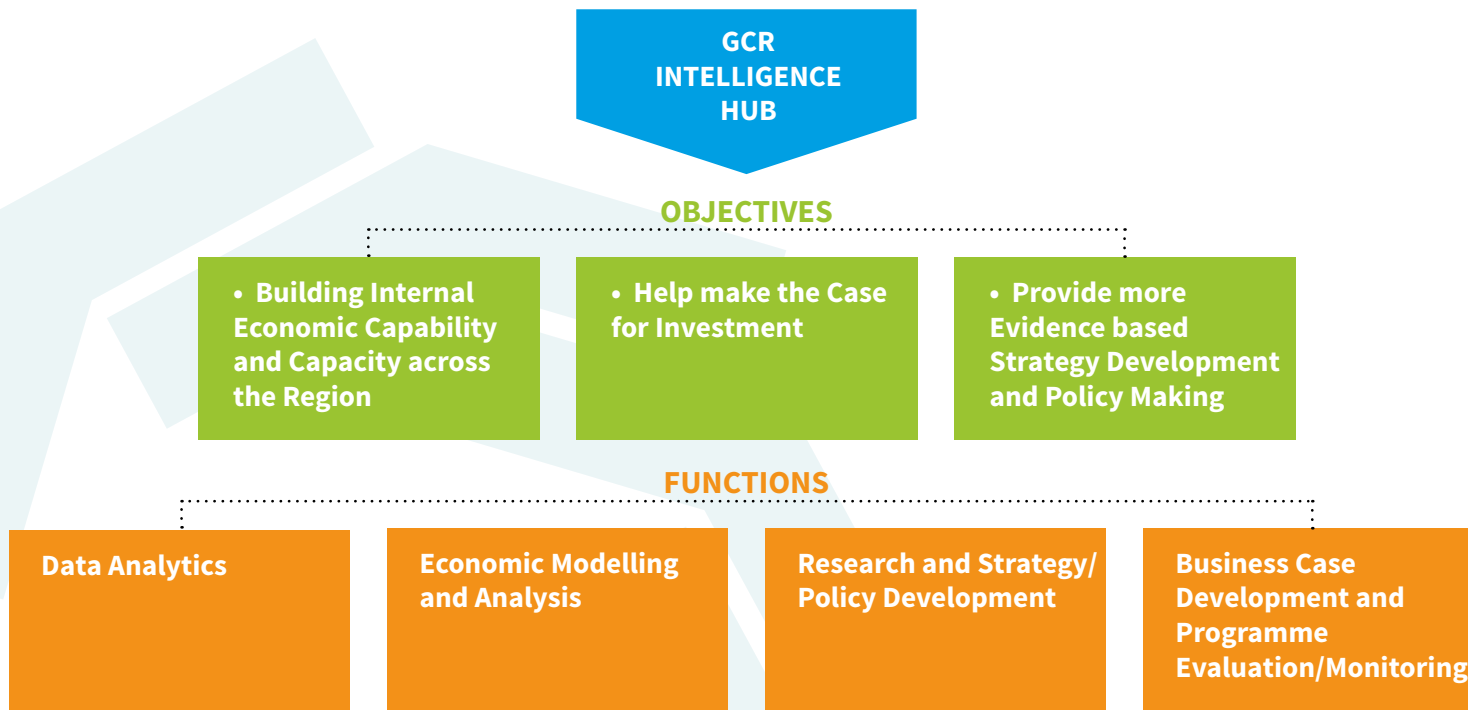 GCR
INTELLIGENCE
HUB
OBJECTIVES
• Building Internal
Economic Capability
and Capacity across
the Region
• Help make the Case
for Investment
• Provide more
Evidence based
Strategy Development
and Policy Making
FUNCTIONS
Data Analytics
Economic Modelling
and Analysis
Research and Strategy/
Policy Development
Business Case
Development and
Programme
Evaluation/Monitoring